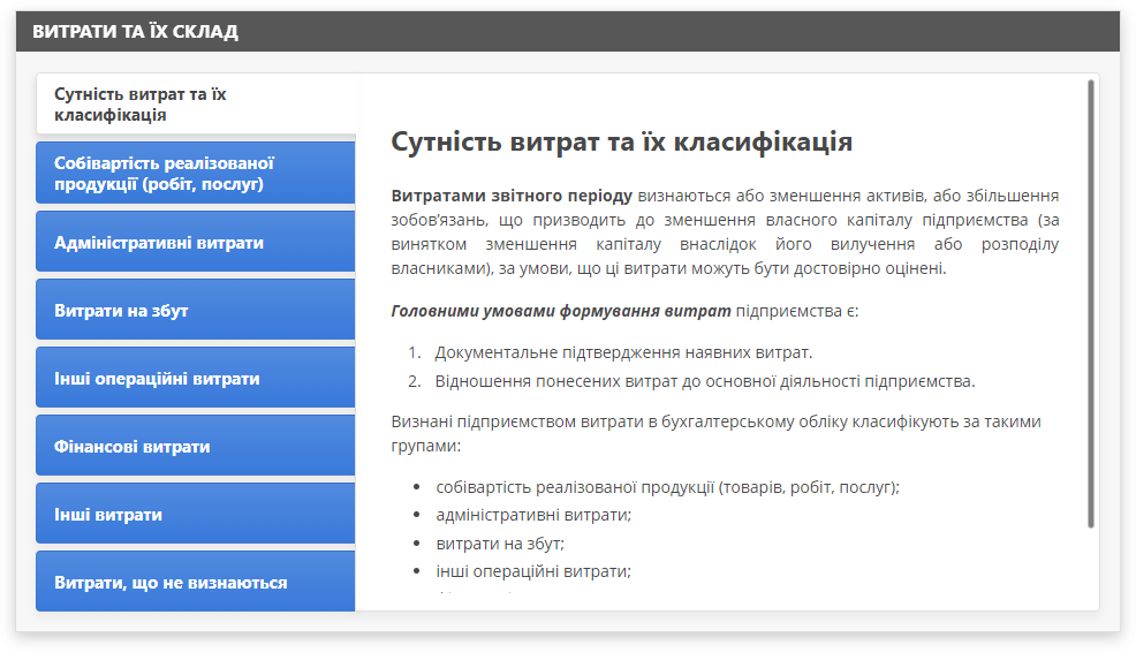 ВИТРАТИ ТА ЇХ СКЛАД
Сутність витрат та їх
класифікація
Собівартість реалізованої
продукції (робіт, послуг)
Адміністративні витрати
Витрати на збут
Інші операційні витрати
Фінансові витрати
Інші витрати
Витрати, що не визнаються
Сутність витрат та їх класифікація
Витратами звітного періоду визнаються або зменшення активів, або збільшення
зобов’язань, що призводить до зменшення власного капіталу підприємства (за
винятком зменшення капіталу внаслідок його вилучення або розподілу
власниками), за умови, що ці витрати можуть бути достовірно оцінені.
Головними умовами формування витрат підприємства є:
1. Документальне підтвердження наявних витрат.
2. Відношення понесених витрат до основної діяльності підприємства.
Визнані підприємством витрати в бухгалтерському обліку класифікують за такими
групами:
• собівартість реалізованої продукції (товарів, робіт, послуг);
• адміністративні витрати;
• витрати на збут;
• інші операційні витрати;